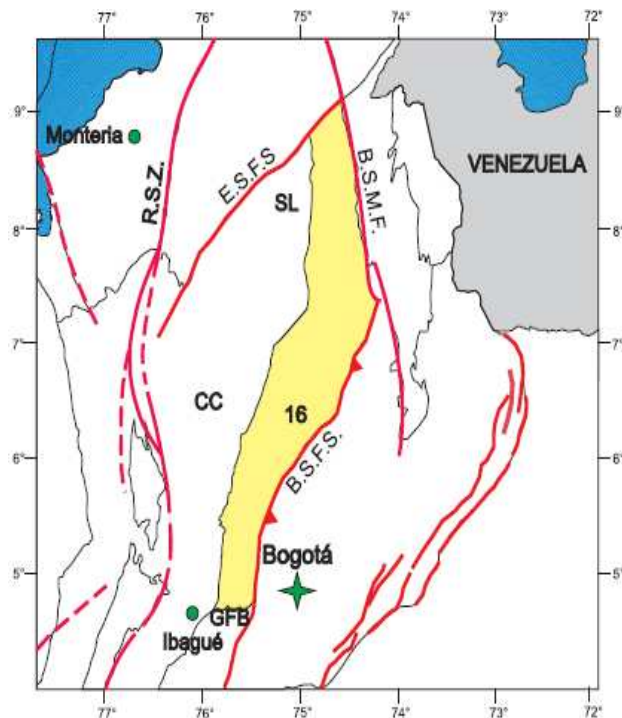 77° 76° 75° 74° 73° 72°
9°
Monteria
R.S.Z.
E.S.F.S
B.S.M.F.
VENEZUELA
SL
8°
7°
CC
16
6°
B.S.F.S.
Bogotá
5°
GFB
Ibagué
77° 76° 75° 74° 73° 72°
9°
8°
7°
6°
5°